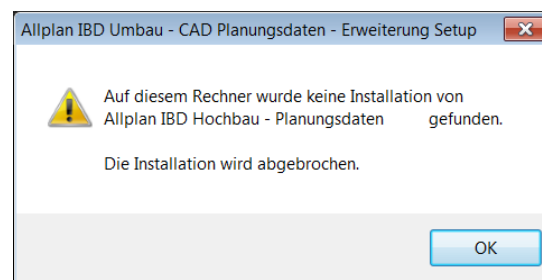 Allplan IBD Umbau - CAD Planungsdaten - Erweiterung Setup
Auf diesem Rechner wurde keine Installation von
Allplan IBD Hochbau - Planungsdaten gefunden.
Die Installation wird abgebrochen.
OK